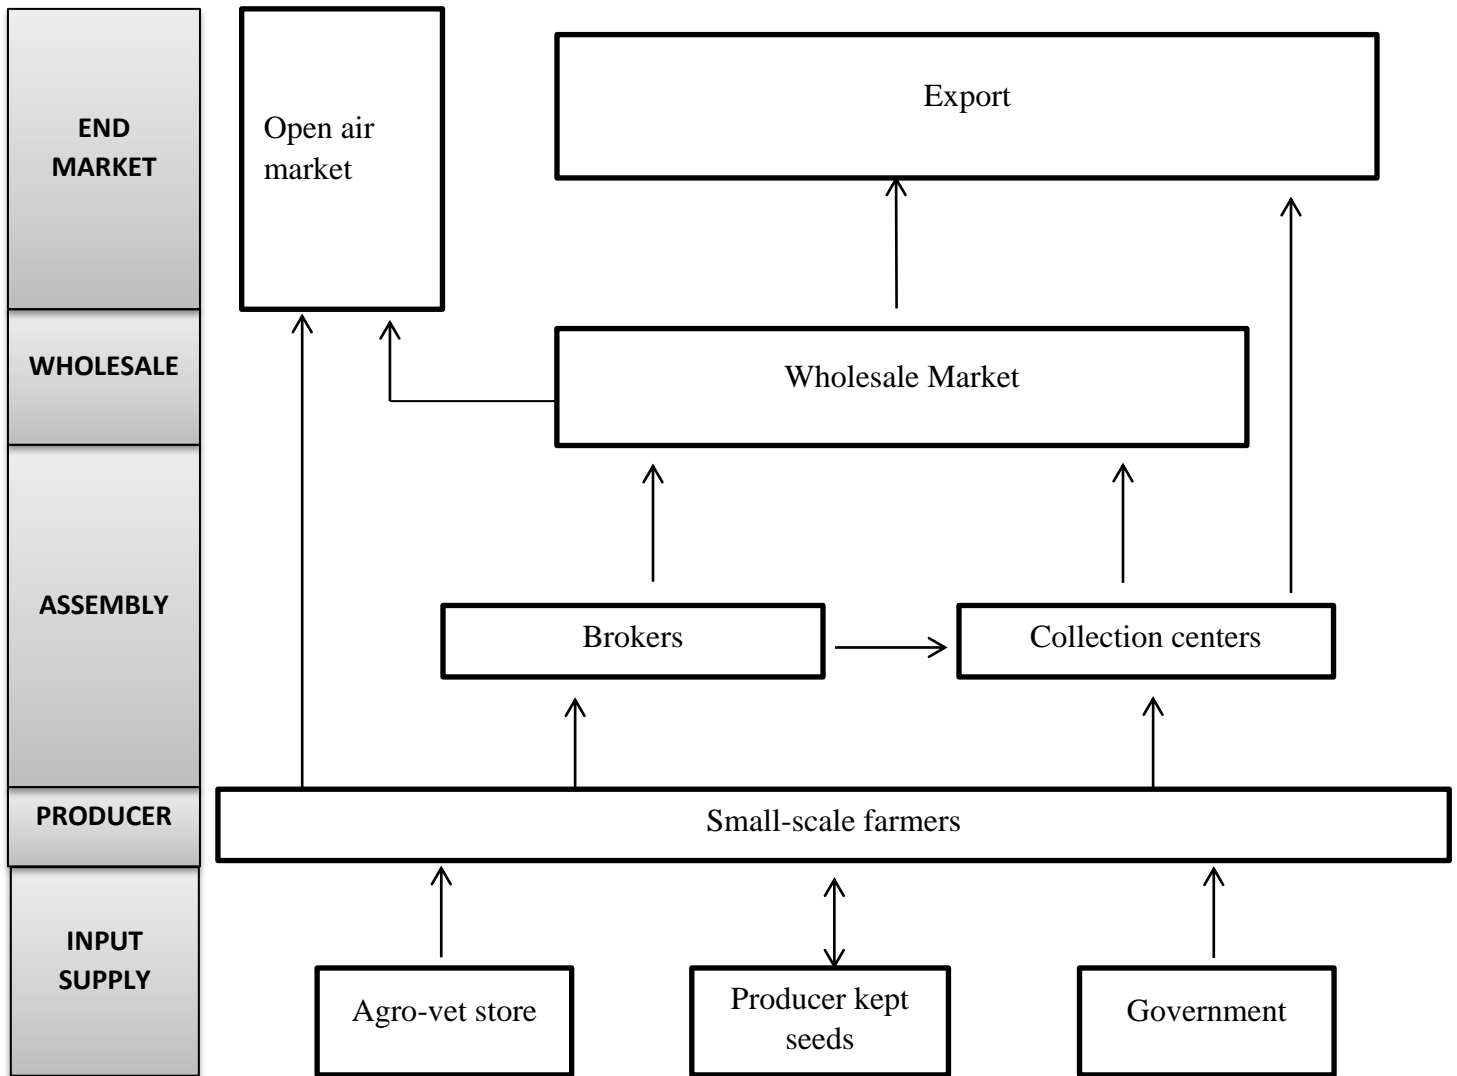 END
MARKET
Open air
market
Export
WHOLESALE
Wholesale Market
ASSEMBLY
Brokers
Collection centers
PRODUCER
Small-scale farmers
INPUT
SUPPLY
Agro-vet store
Producer kept
seeds
Government